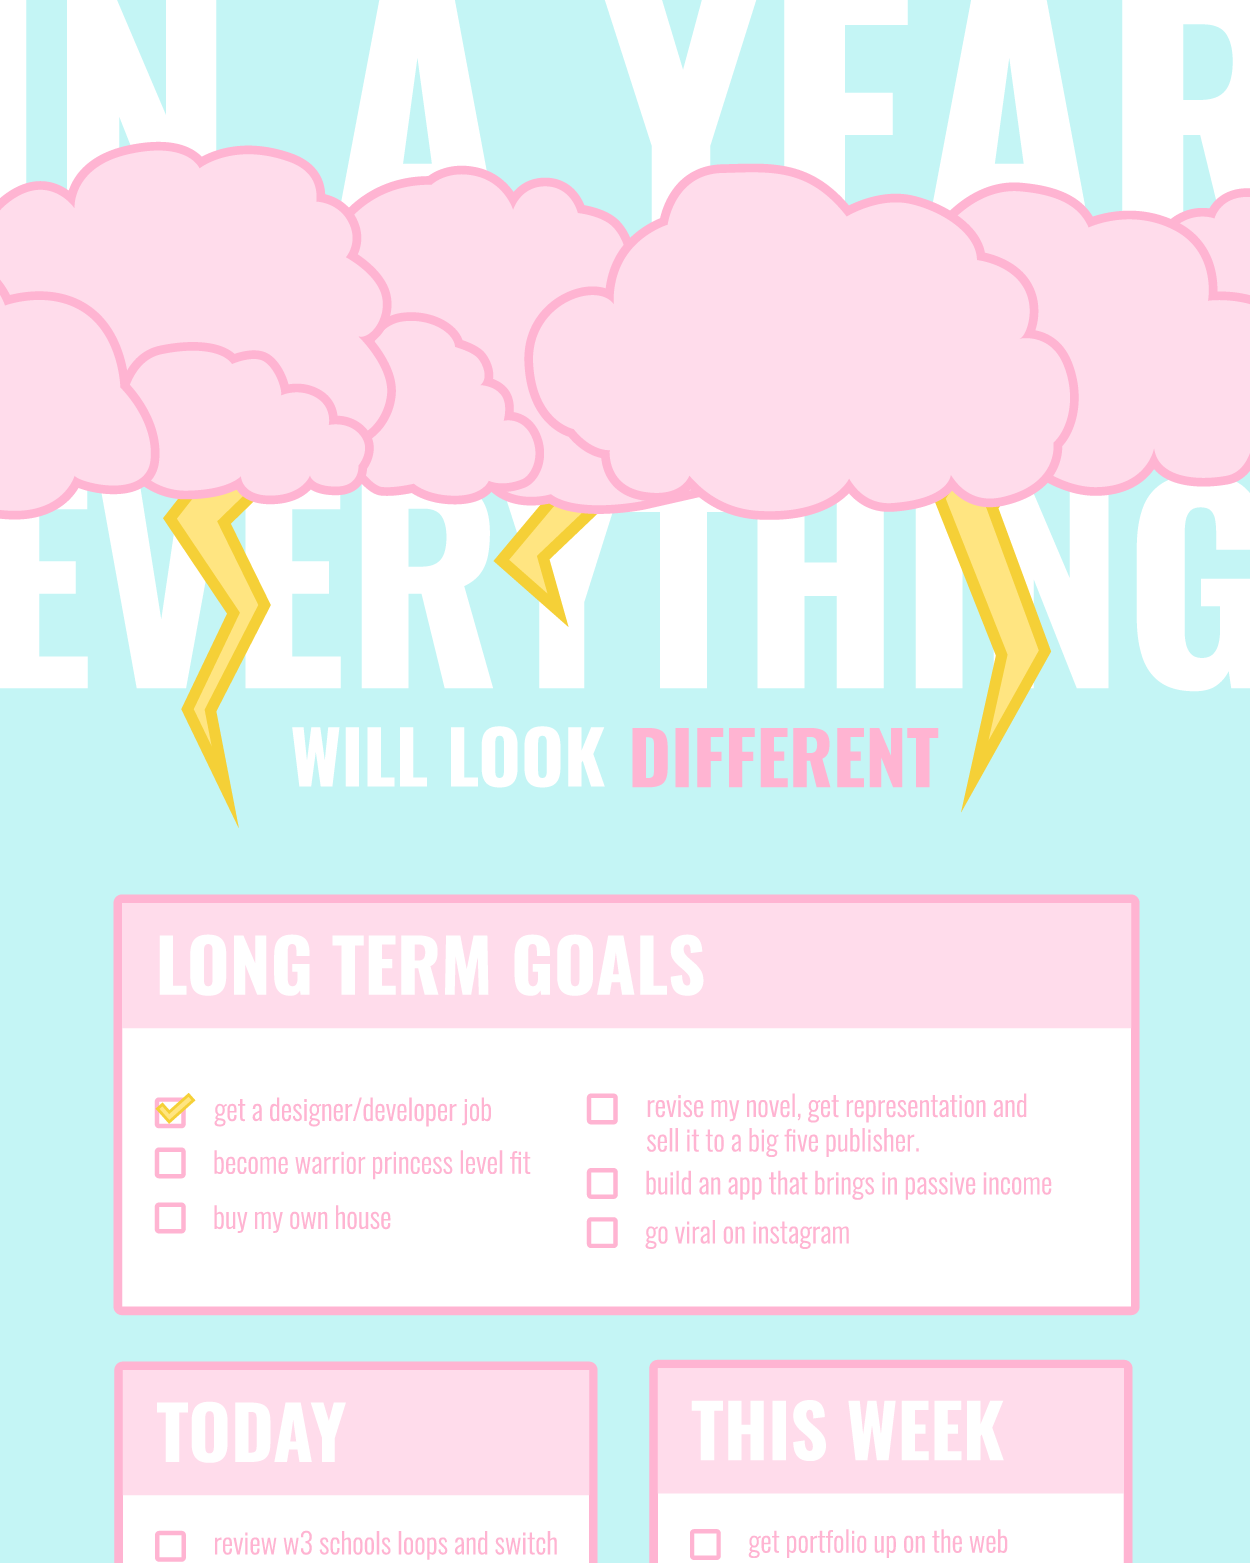 IN A YEAR
EVERYTHING
WILL LOOK DIFFERENT
LONG TERM GOALS
get a designer/developer job
become warrior princess level fit
buy my own house
revise my novel, get representation and
sell it to a big five publisher.
build an app that brings in passive income
go viral on instagram
TODAY
review w3 schools loops and switch
THIS WEEK
get portfolio up on the web